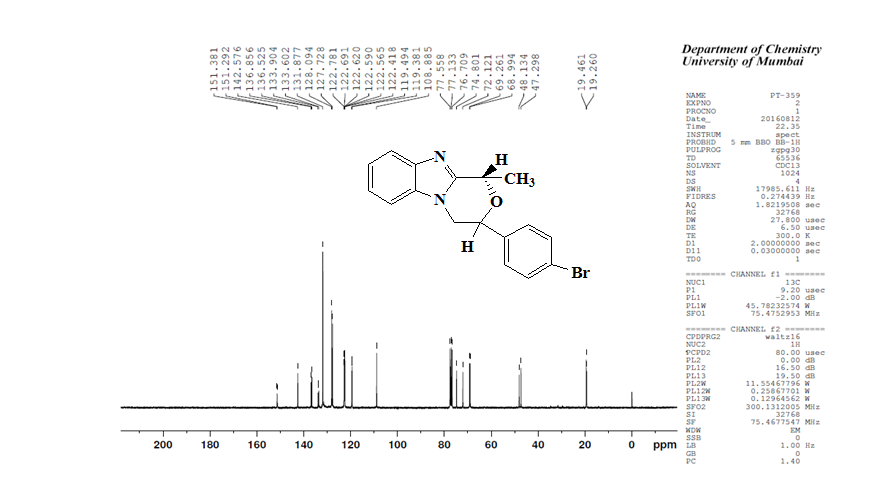 151.381
151.292
142.576
136.856
136.525
133.904
133.602
131.877
128.094
127.728
122.781
122.691
122.620
122.590
122.565
122.418
119.494
119.381
108.885
77.558
77.133
76.709
74.801
72.121
69.261
68.994
48.134
47.298
19.461
19.260
Department of Chemistry
University of Mumbai
NAME PT-359
EXPNO 2
PROCNO 1
Date_ 20160812
Time 22.35
INSTRUM spect
PROBHD 5 mm BBO BB-1H
PULPROG zgpg30
TD 65536
SOLVENT CDCl3
NS 1024
DS 4
SWH 17985.611 Hz
FIDRES 0.274439 Hz
AQ 1.8219508 sec
RG 32768
DW 27.800 usec
DE 6.50 usec
TE 300.0 K
D1 2.00000000 sec
D11 0.03000000 sec
TD0 1
======== CHANNEL f1 ========
NUC1 13C
P1 9.20 usec
PL1 -2.00 dB
PL1W 45.78232574 W
SFO1 75.4752953 MHz
======== CHANNEL f2 ========
CPDPRG2 waltz16
NUC2 1H
PCPD2 80.00 usec
PL2 0.00 dB
PL12 16.50 dB
PL13 19.50 dB
PL2W 11.55467796 W
PL12W 0.25867701 W
PL13W 0.12964562 W
SFO2 300.1312005 MHz
SI 32768
SF 75.4677547 MHz
WDW EM
SSB 0
LB 1.00 Hz
GB 0
PC 1.40
N
H
CH3
N
O
H
Br
200 180 160 140 120 100 80 60 40 20 0 ppm